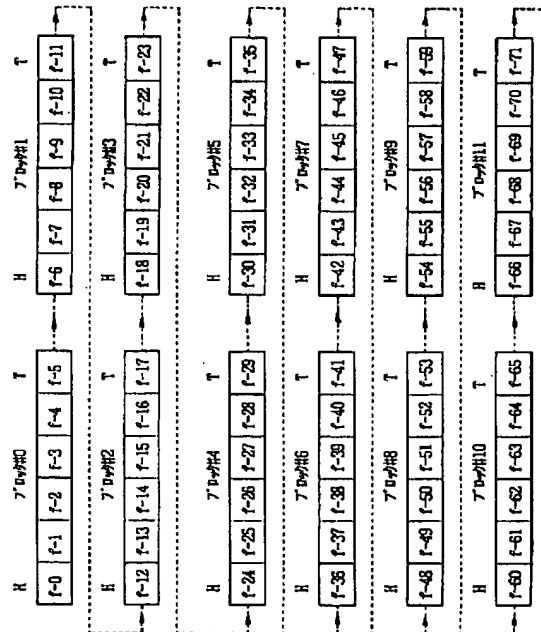 H ブロック#0 T H ブロック#1 T
f-0 f-1 f-2 f-3 f-4 f-5 f-6 f-7 f-8 f-9 f-10 f-11
H ブロック#2 T H ブロック#3 T
f-12 f-13 f-14 f-15 f-16 f-17 f-18 f-19 f-20 f-21 f-22 f-23
H ブロック#4 T H ブロック#5 T
f-24 f-25 f-26 f-27 f-28 f-29 f-30 f-31 f-32 f-33 f-34 f-35
H ブロック#6 T H ブロック#7 T
f-36 f-37 f-38 f-39 f-40 f-41 f-42 f-43 f-44 f-45 f-46 f-47
H ブロック#8 T H ブロック#9 T
f-48 f-49 f-50 f-51 f-52 f-53 f-54 f-55 f-56 f-57 f-58 f-59
H ブロック#10 T H ブロック#11 T
f-60 f-61 f-62 f-63 f-64 f-65 f-66 f-67 f-68 f-69 f-70 f-71